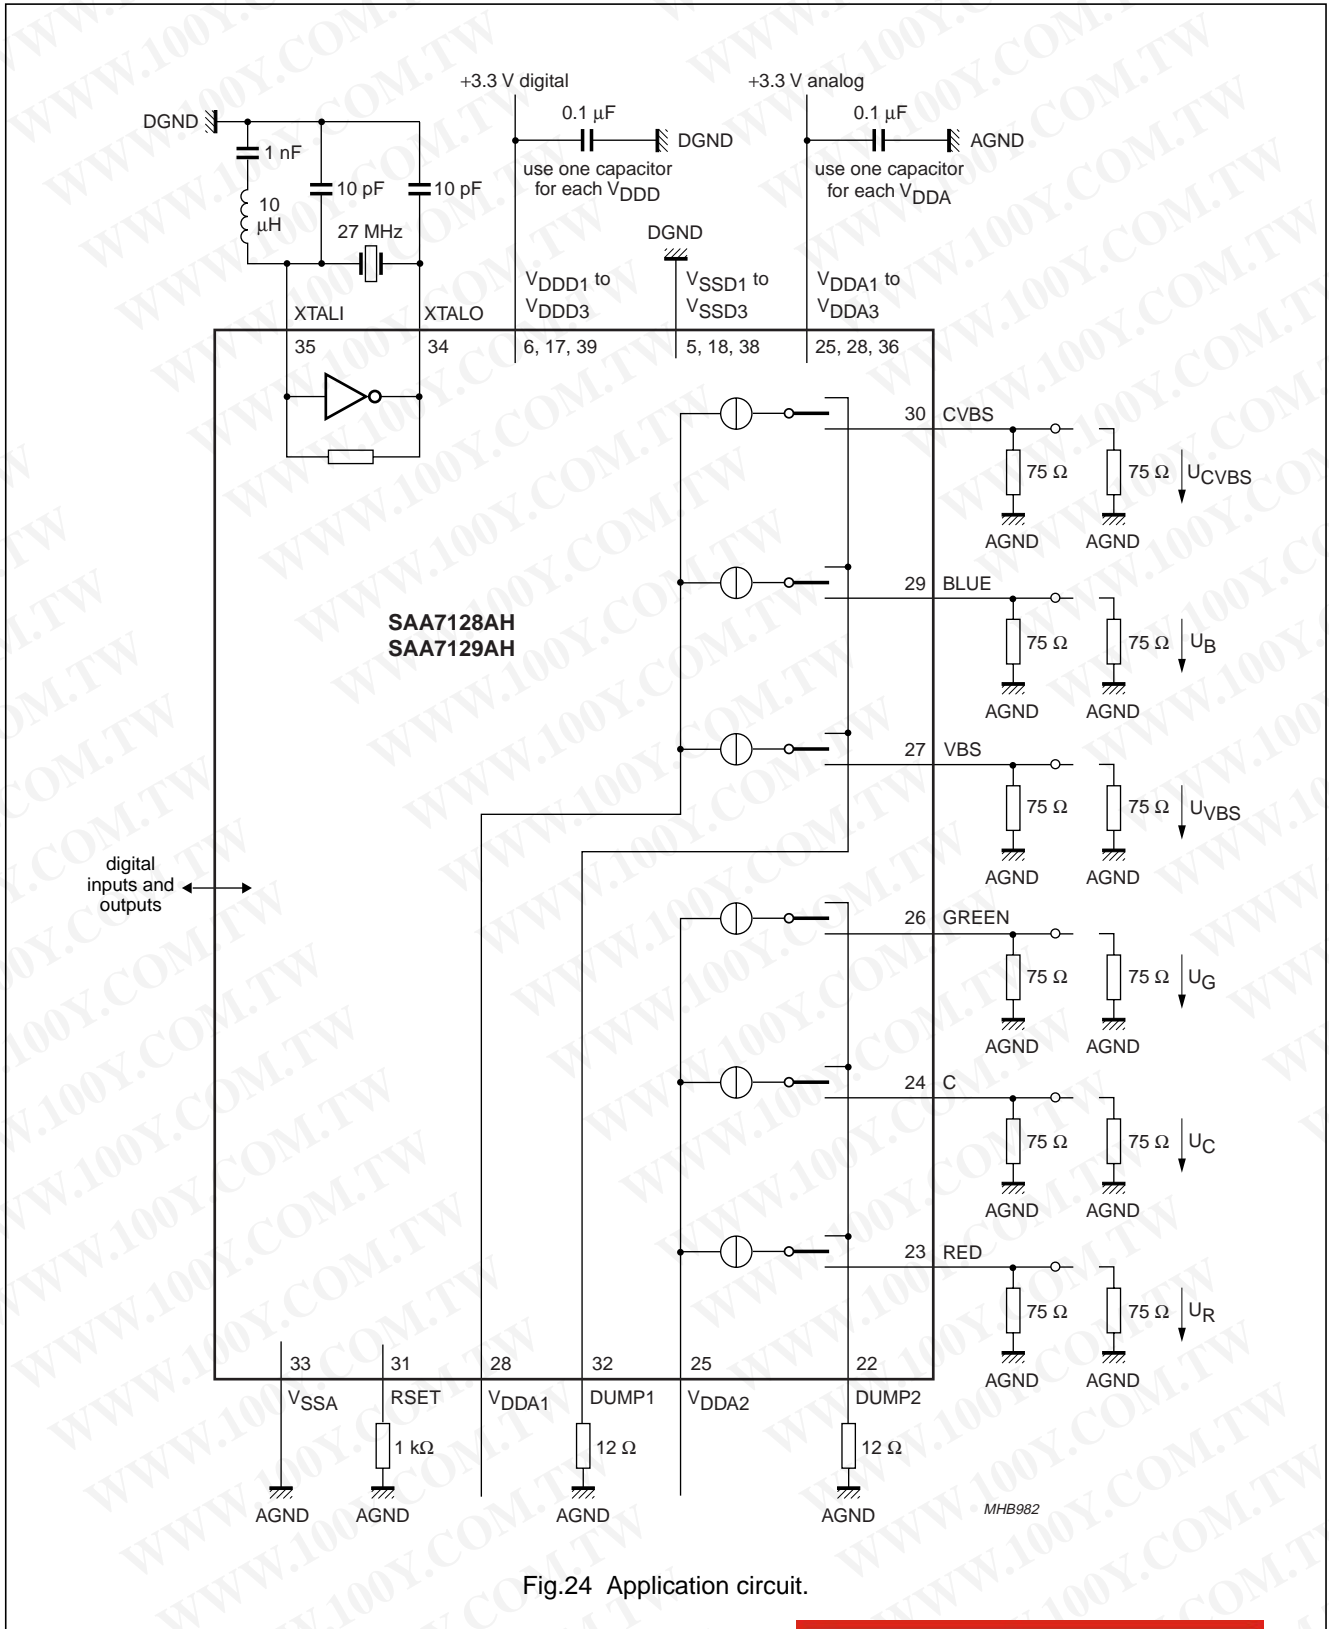 +3.3 V digital
+3.3 V analog
DGND
1 nF
10 pF
10 pF
10
μH
27 MHz
0.1 μF
DGND
use one capacitor
for each VDDD
0.1 μF
AGND
use one capacitor
for each VDDA
DGND
XTALI
XTALO
VDDD1 to
VDDD3
VSSD1 to
VSSD3
VDDA1 to
VDDA3
35
34
6, 17, 39
5, 18, 38
25, 28, 36
30
CVBS
75 Ω
75 Ω
UCVBS
AGND
AGND
29
BLUE
75 Ω
75 Ω
UB
AGND
AGND
SAA7128AH
SAA7129AH
27
VBS
75 Ω
75 Ω
UVBS
AGND
AGND
digital
inputs and
outputs
26
GREEN
75 Ω
75 Ω
UG
AGND
AGND
24
C
75 Ω
75 Ω
UC
AGND
AGND
23
RED
75 Ω
75 Ω
UR
AGND
AGND
33
31
28
32
25
22
VSSA
RSET
VDDA1
DUMP1
VDDA2
DUMP2
1 kΩ
12 Ω
12 Ω
AGND
AGND
AGND
AGND
MHB982
Fig.24 Application circuit.
WWW.100Y.COM.TW